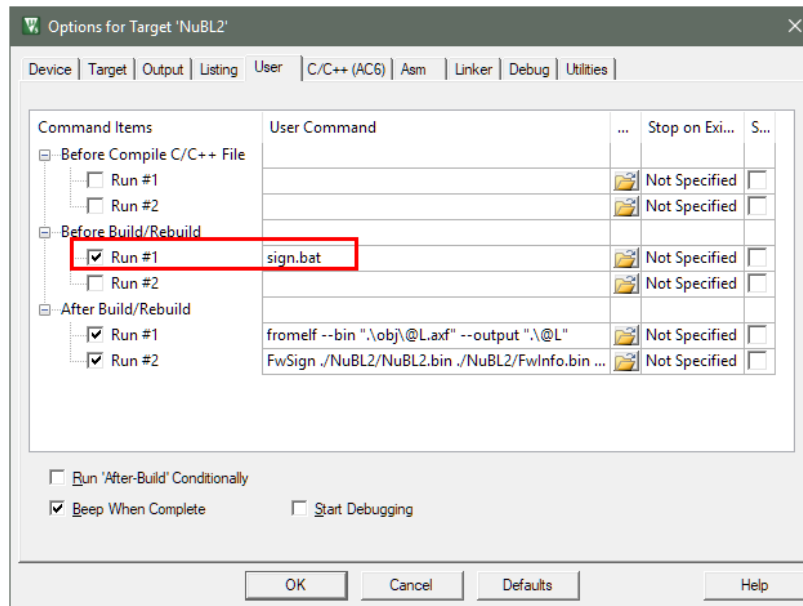 Options for Target 'NuBL2'
Device | Target | Output | Listing | User | C/C++ (AC6) | Asm | Linker | Debug | Utilities
Command Items User Command ... Stop on Exi... S...
Before Compile C/C++ File
Run #1 Not Specified
Run #2 Not Specified
Before Build/Rebuild
Run #1 sign.bat Not Specified
Run #2 Not Specified
After Build/Rebuild
Run #1 fromelf --bin ".\obj\@L.axf" --output ".\@L" Not Specified
Run #2 FwSign ./NuBL2/NuBL2.bin ./NuBL2/FwInfo.bin ... Not Specified
Run 'After-Build' Conditionally
Beep When Complete Start Debugging
OK Cancel Defaults Help